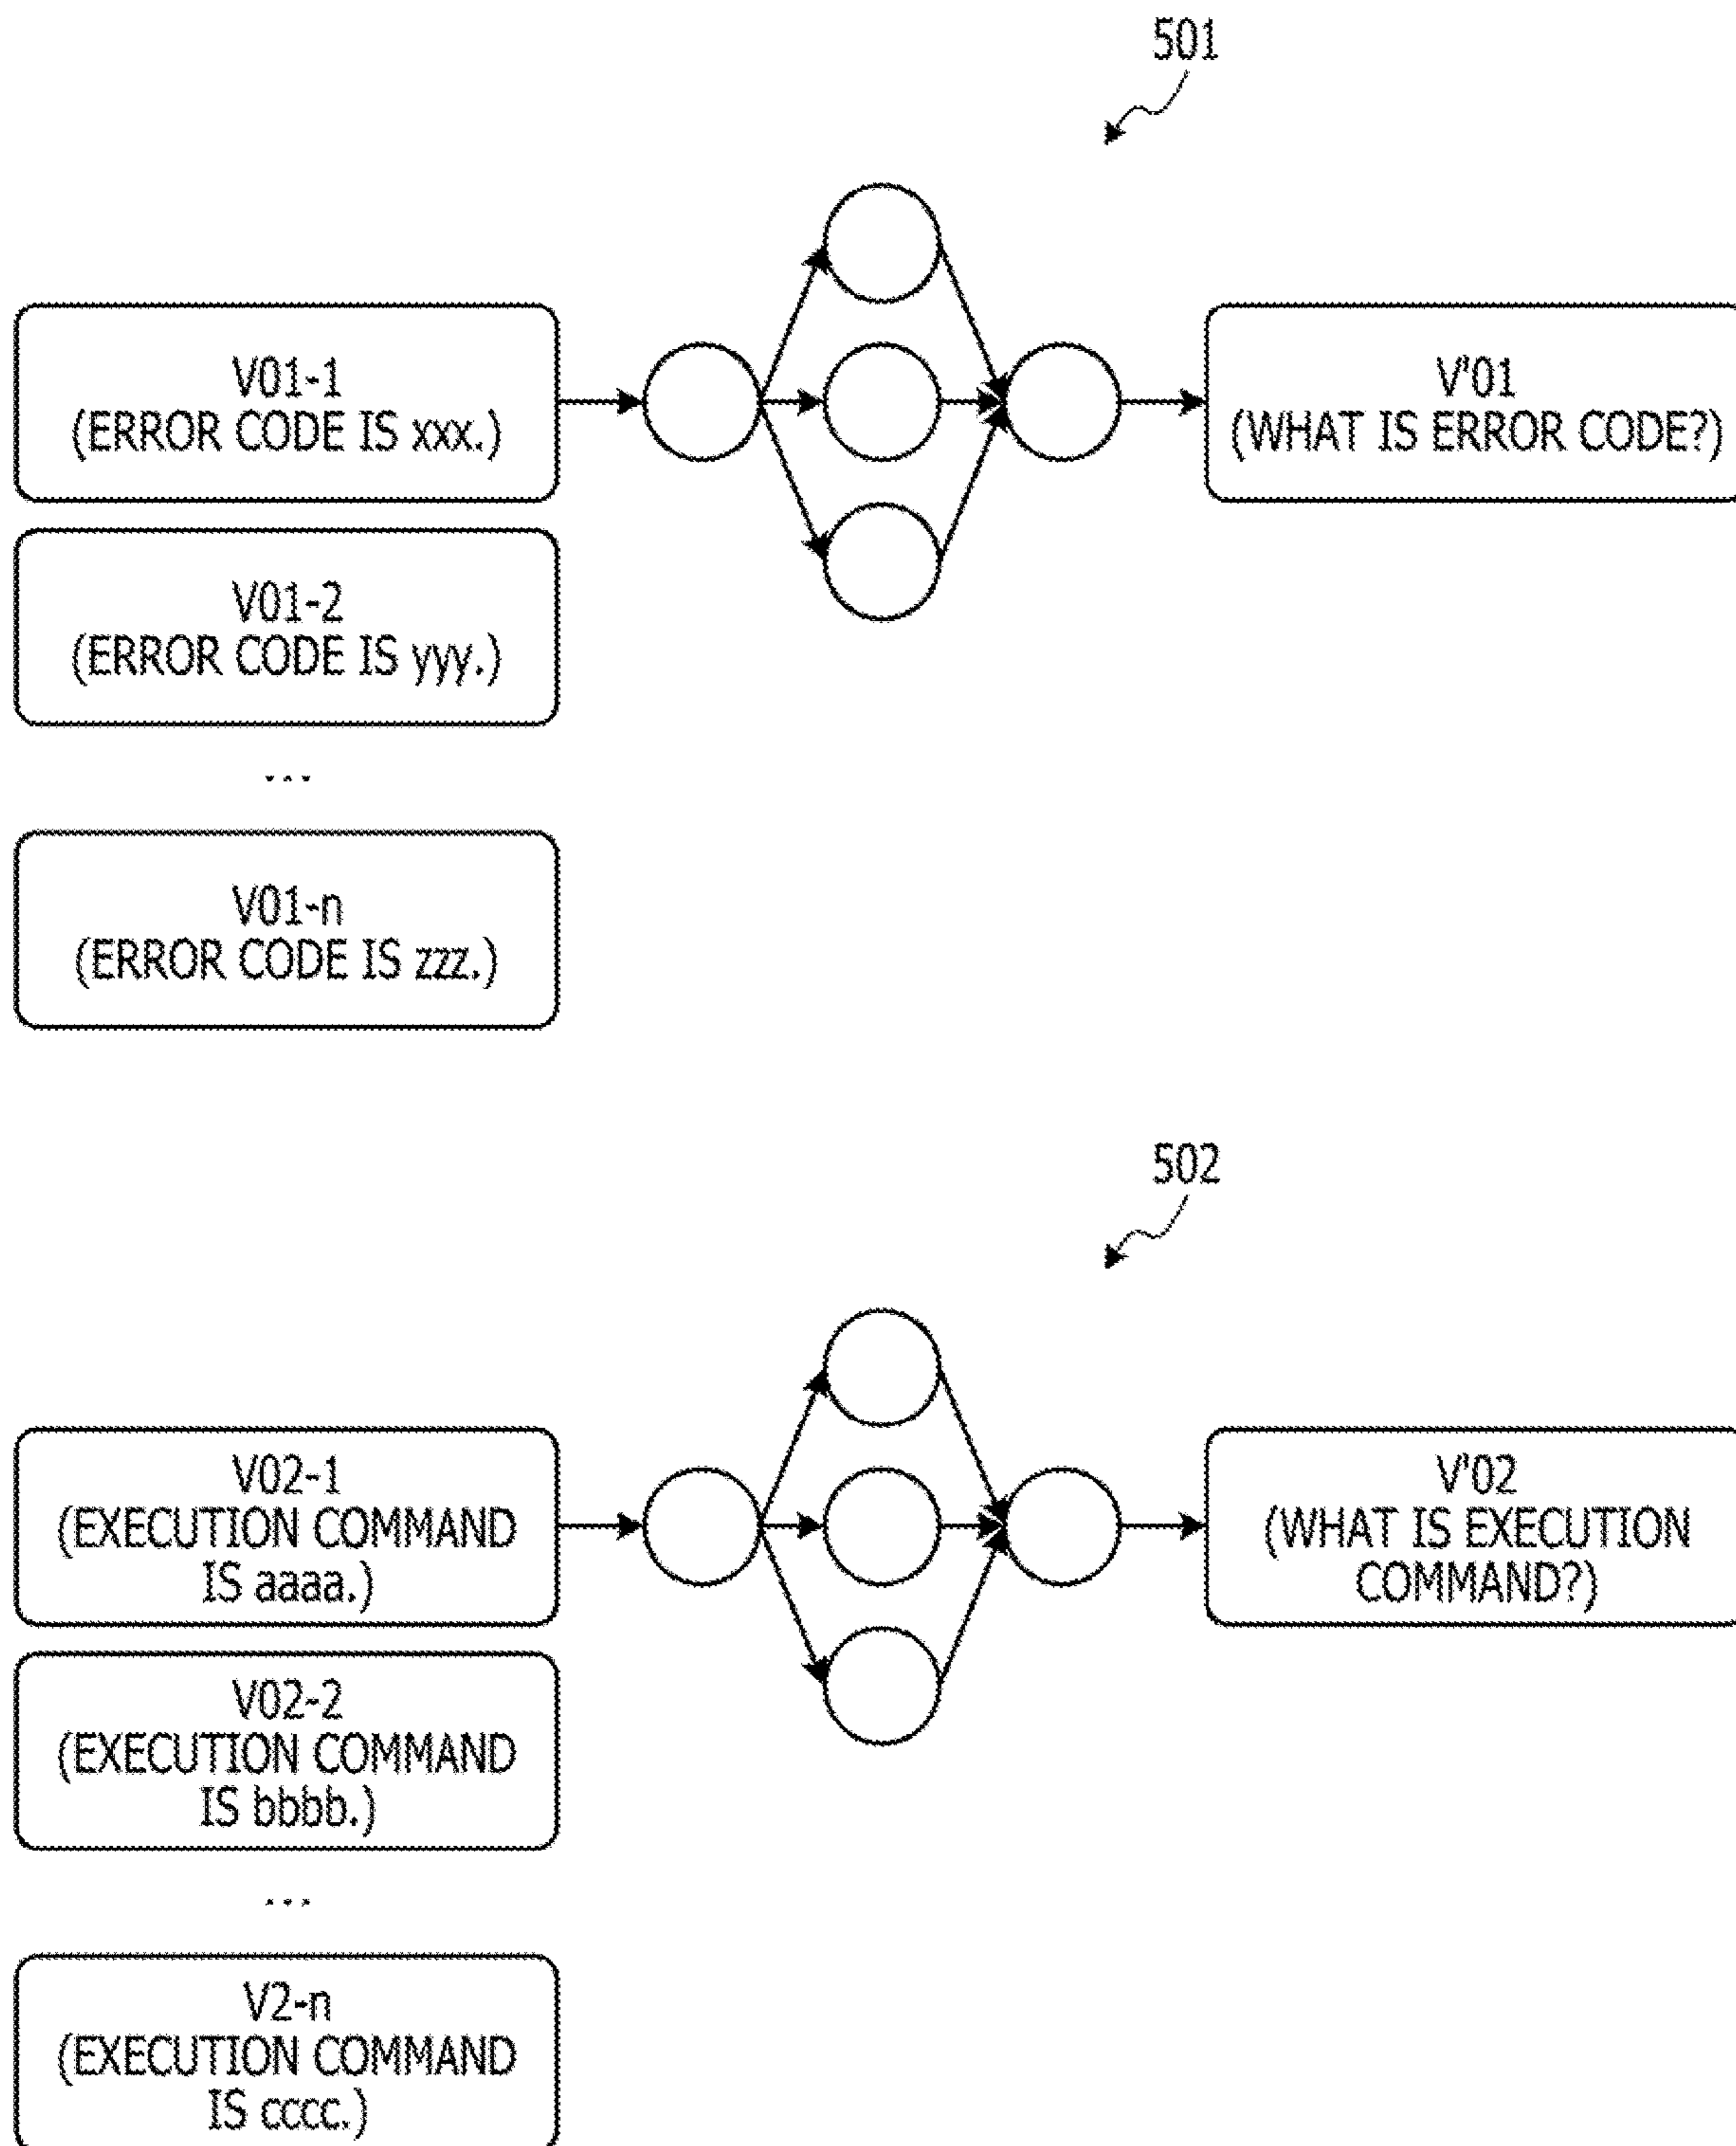 501
V01-1
(ERROR CODE IS xxx.)
V'01
(WHAT IS ERROR CODE?)
V01-2
(ERROR CODE IS yyy.)
...
V01-n
(ERROR CODE IS zzz.)
502
V02-1
(EXECUTION COMMAND
IS aaaa.)
V'02
(WHAT IS EXECUTION
COMMAND?)
V02-2
(EXECUTION COMMAND
IS bbbb.)
...
V2-n
(EXECUTION COMMAND
IS cccc.)